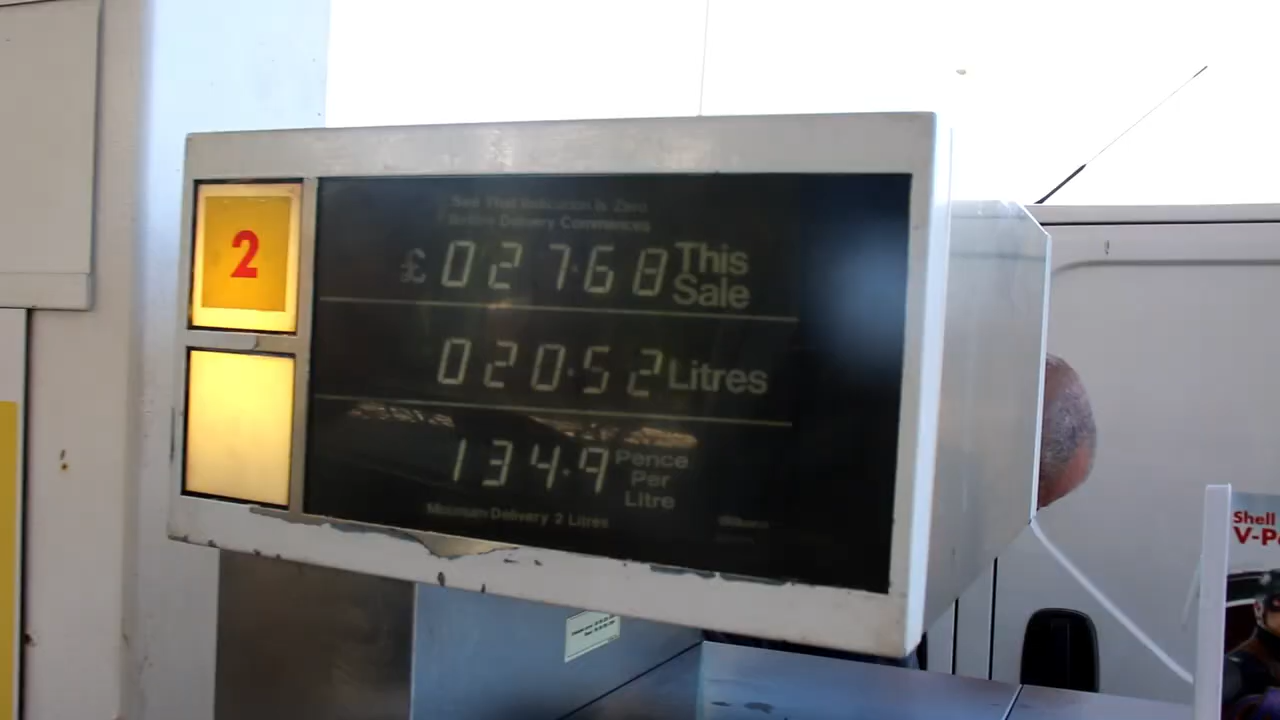 2
See That Indication Is Zero
Before Delivery Commences
£ 027.68 This Sale
020.52 Litres
134.9 Pence Per Litre
Minimum Delivery 2 Litres
Shell
V-Po